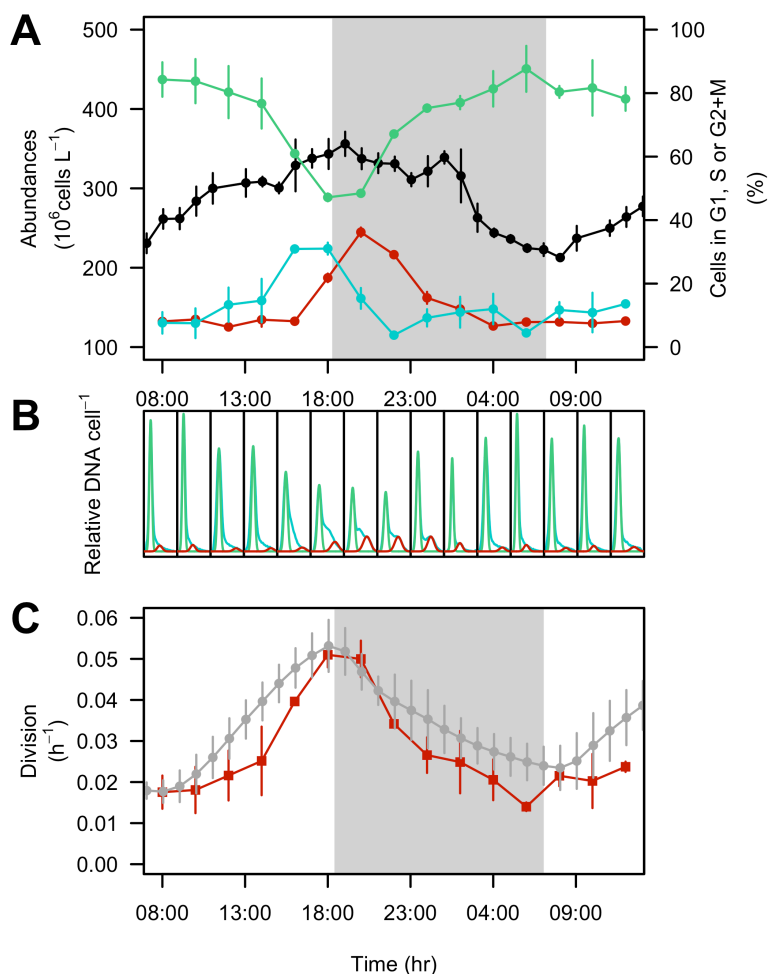 A
500
400
300
200
100
Abundances
(10⁶cells L⁻¹)
100
80
60
40
20
0
Cells in G1, S or G2+M
(%)
08:00 13:00 18:00 23:00 04:00 09:00
B
Relative DNA cell⁻¹
C
0.06
0.05
0.04
0.03
0.02
0.01
0.00
Division
(h⁻¹)
08:00 13:00 18:00 23:00 04:00 09:00
Time (hr)